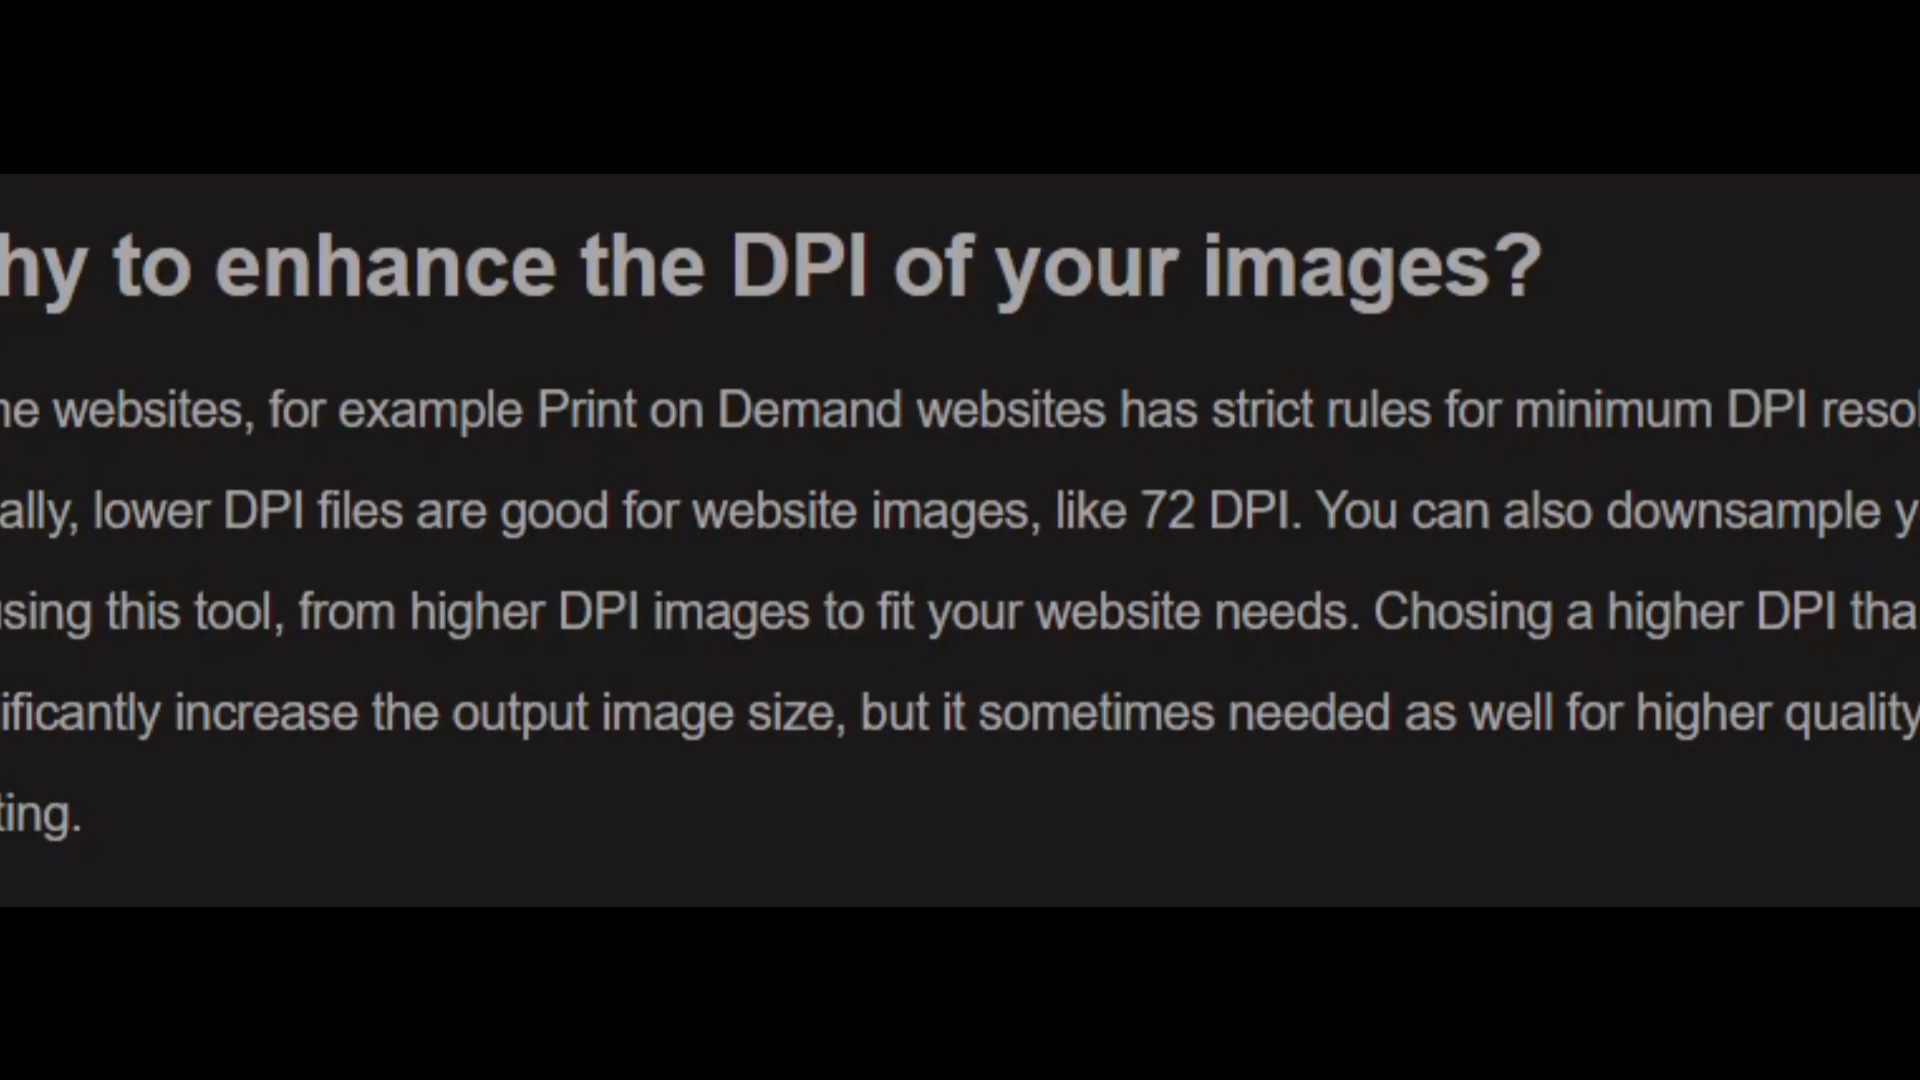 hy to enhance the DPI of your images?
ne websites, for example Print on Demand websites has strict rules for minimum DPI resol
ally, lower DPI files are good for website images, like 72 DPI. You can also downsample y
using this tool, from higher DPI images to fit your website needs. Chosing a higher DPI tha
ificantly increase the output image size, but it sometimes needed as well for higher quality
ting.